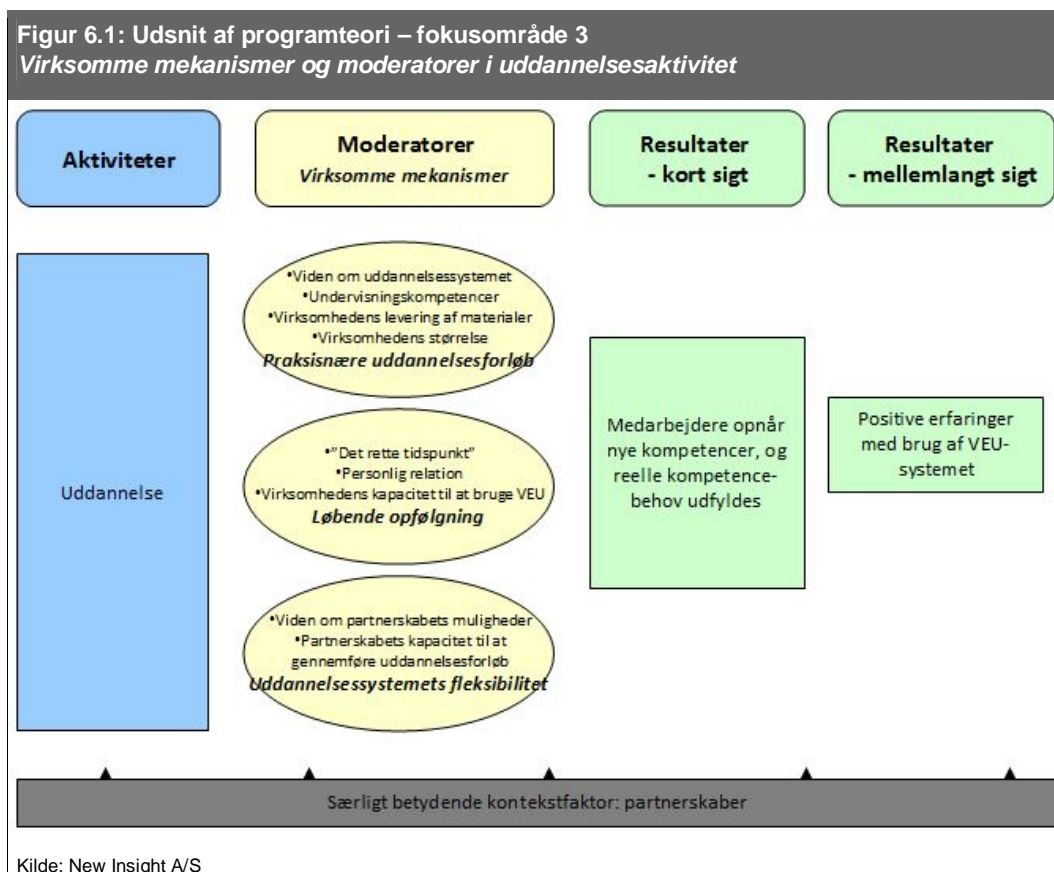 Figur 6.1: Udsnit af programteori – fokusområde 3
Virksomme mekanismer og moderatorer i uddannelsesaktivitet
Aktiviteter
Moderatorer
Virksomme mekanismer
Resultater
- kort sigt
Resultater
- mellemlangt sigt
Uddannelse
•Viden om uddannelsessystemet
•Undervisningskompetencer
•Virksomhedens levering af materialer
•Virksomhedens størrelse
Praksisnære uddannelsesforløb
•"Det rette tidspunkt"
•Personlig relation
•Virksomhedens kapacitet til at bruge VEU
Løbende opfølgning
•Viden om partnerskabets muligheder
•Partnerskabets kapacitet til at
gennemføre uddannelsesforløb
Uddannelsessystemets fleksibilitet
Medarbejdere opnår
nye kompetencer, og
reelle kompetence-
behov udfyldes
Positive erfaringer
med brug af VEU-
systemet
Særligt betydende kontekstfaktor: partnerskaber
Kilde: New Insight A/S